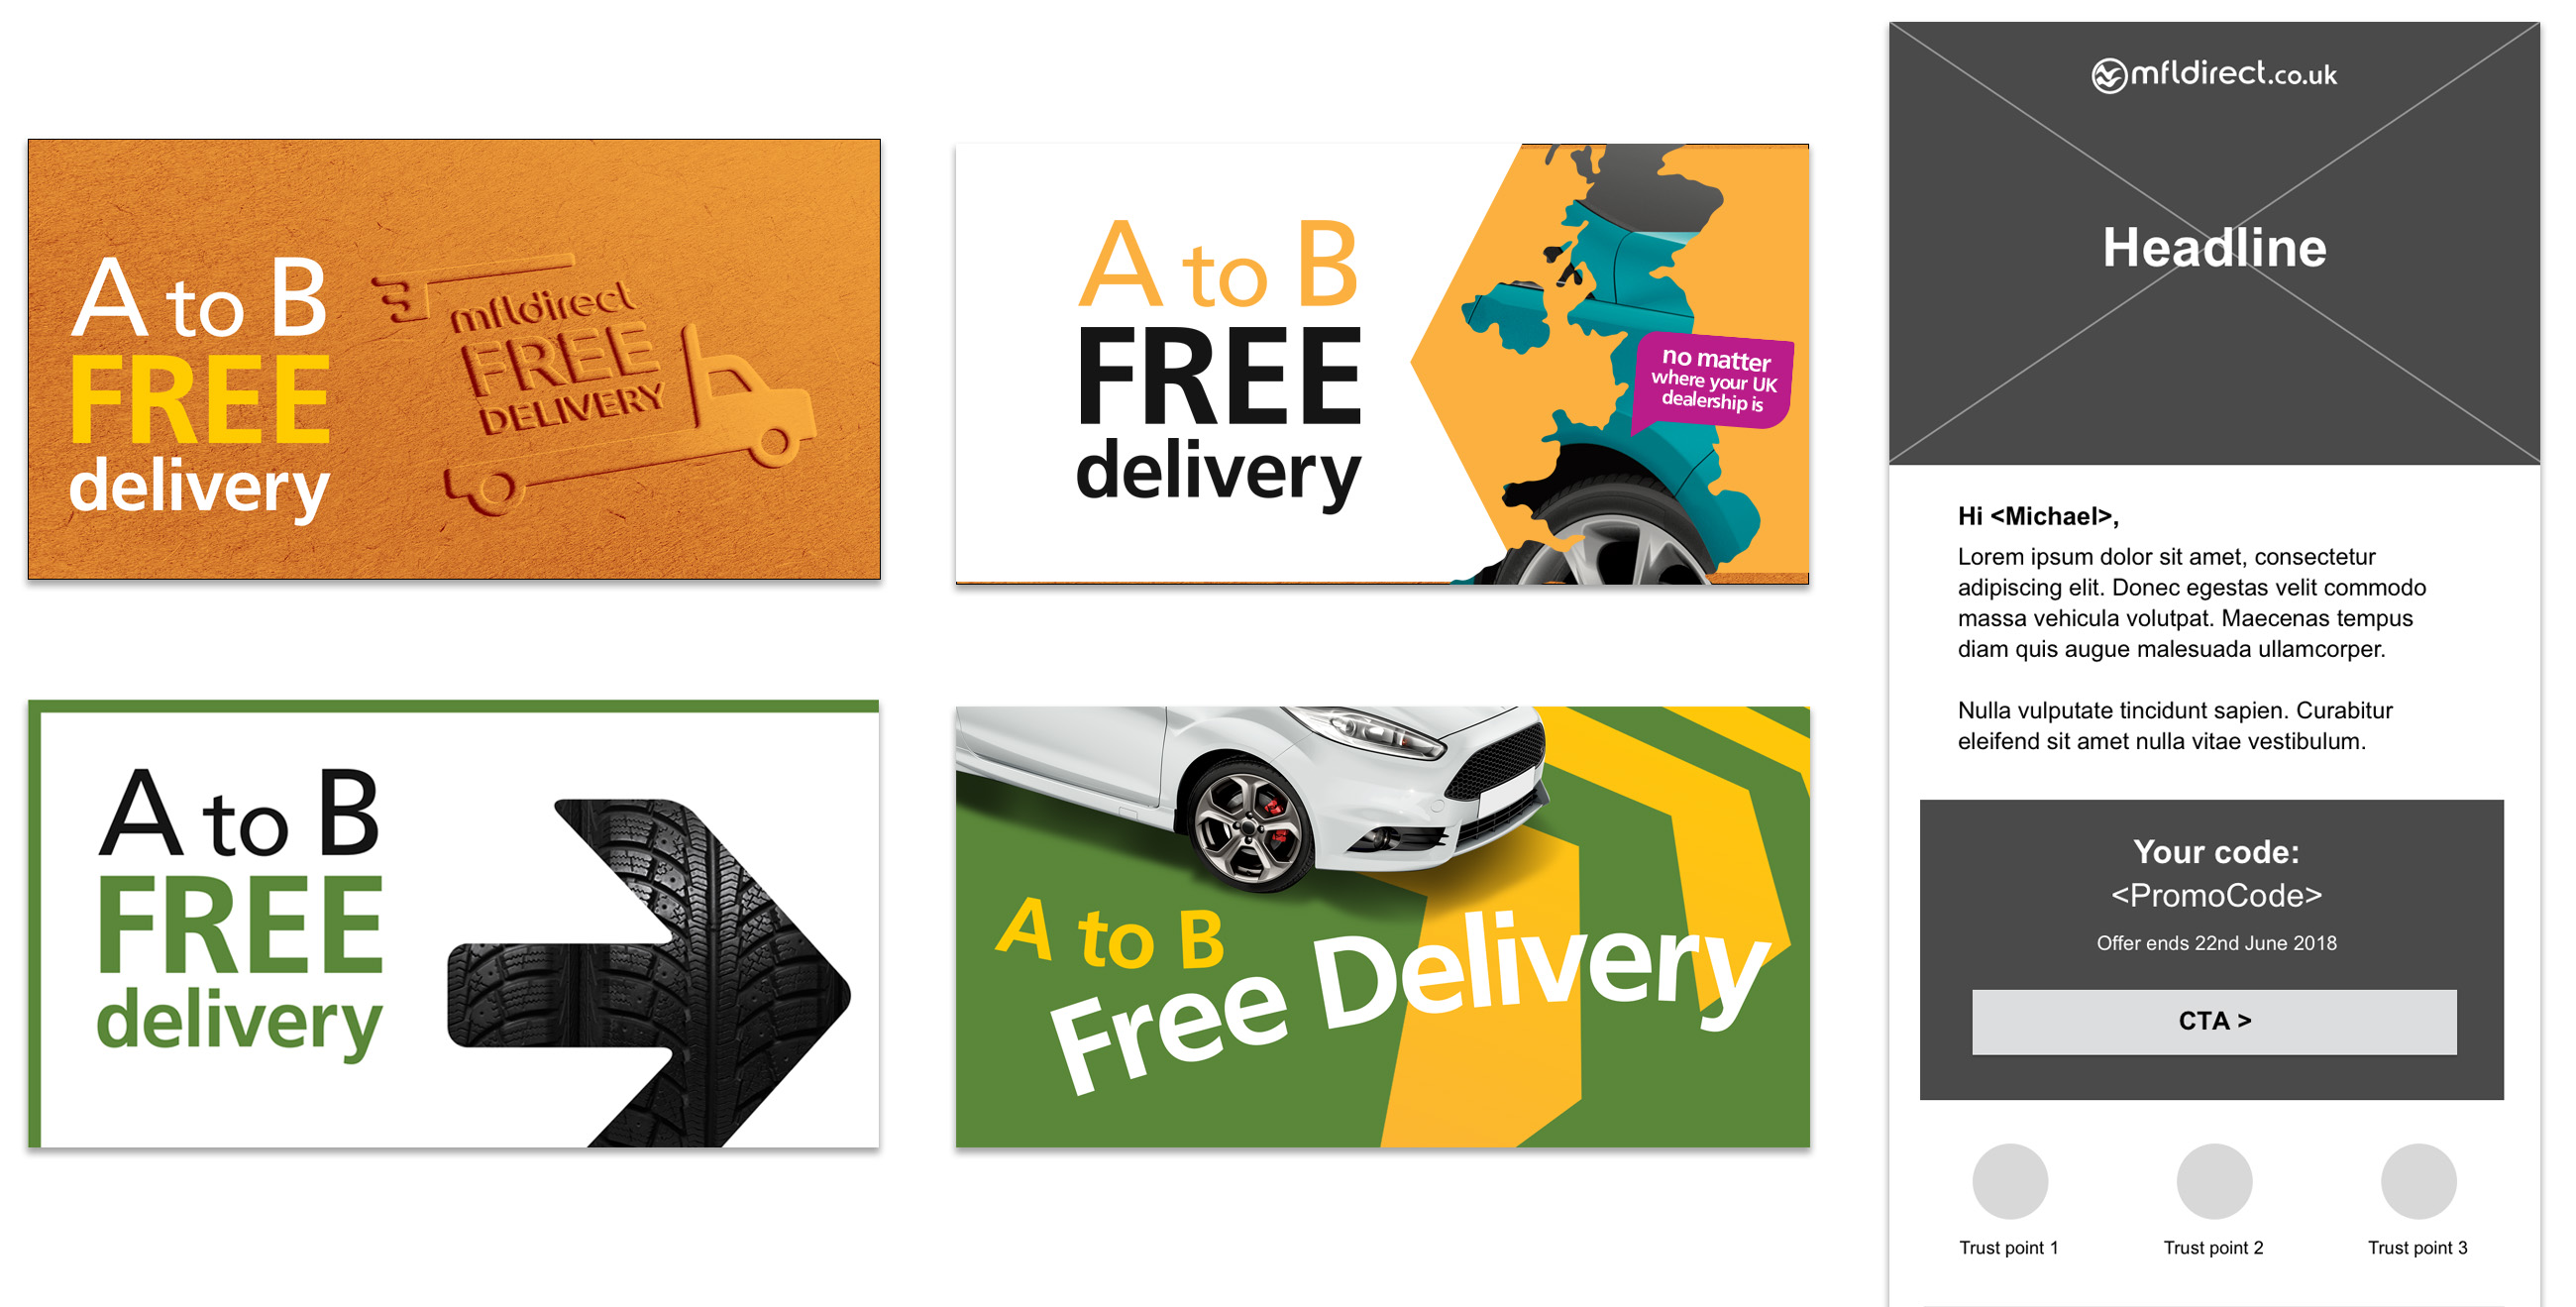 A to B
FREE
delivery
mfldirect
FREE
DELIVERY
A to B
FREE
delivery
no matter
where your UK
dealership is
A to B
FREE
delivery
A to B
Free Delivery
mfldirect.co.uk
Headline
Hi <Michael>,
Lorem ipsum dolor sit amet, consectetur
adipiscing elit. Donec egestas velit commodo
massa vehicula volutpat. Maecenas tempus
diam quis augue malesuada ullamcorper.
Nulla vulputate tincidunt sapien. Curabitur
eleifend sit amet nulla vitae vestibulum.
Your code:
<PromoCode>
Offer ends 22nd June 2018
CTA >
Trust point 1
Trust point 2
Trust point 3